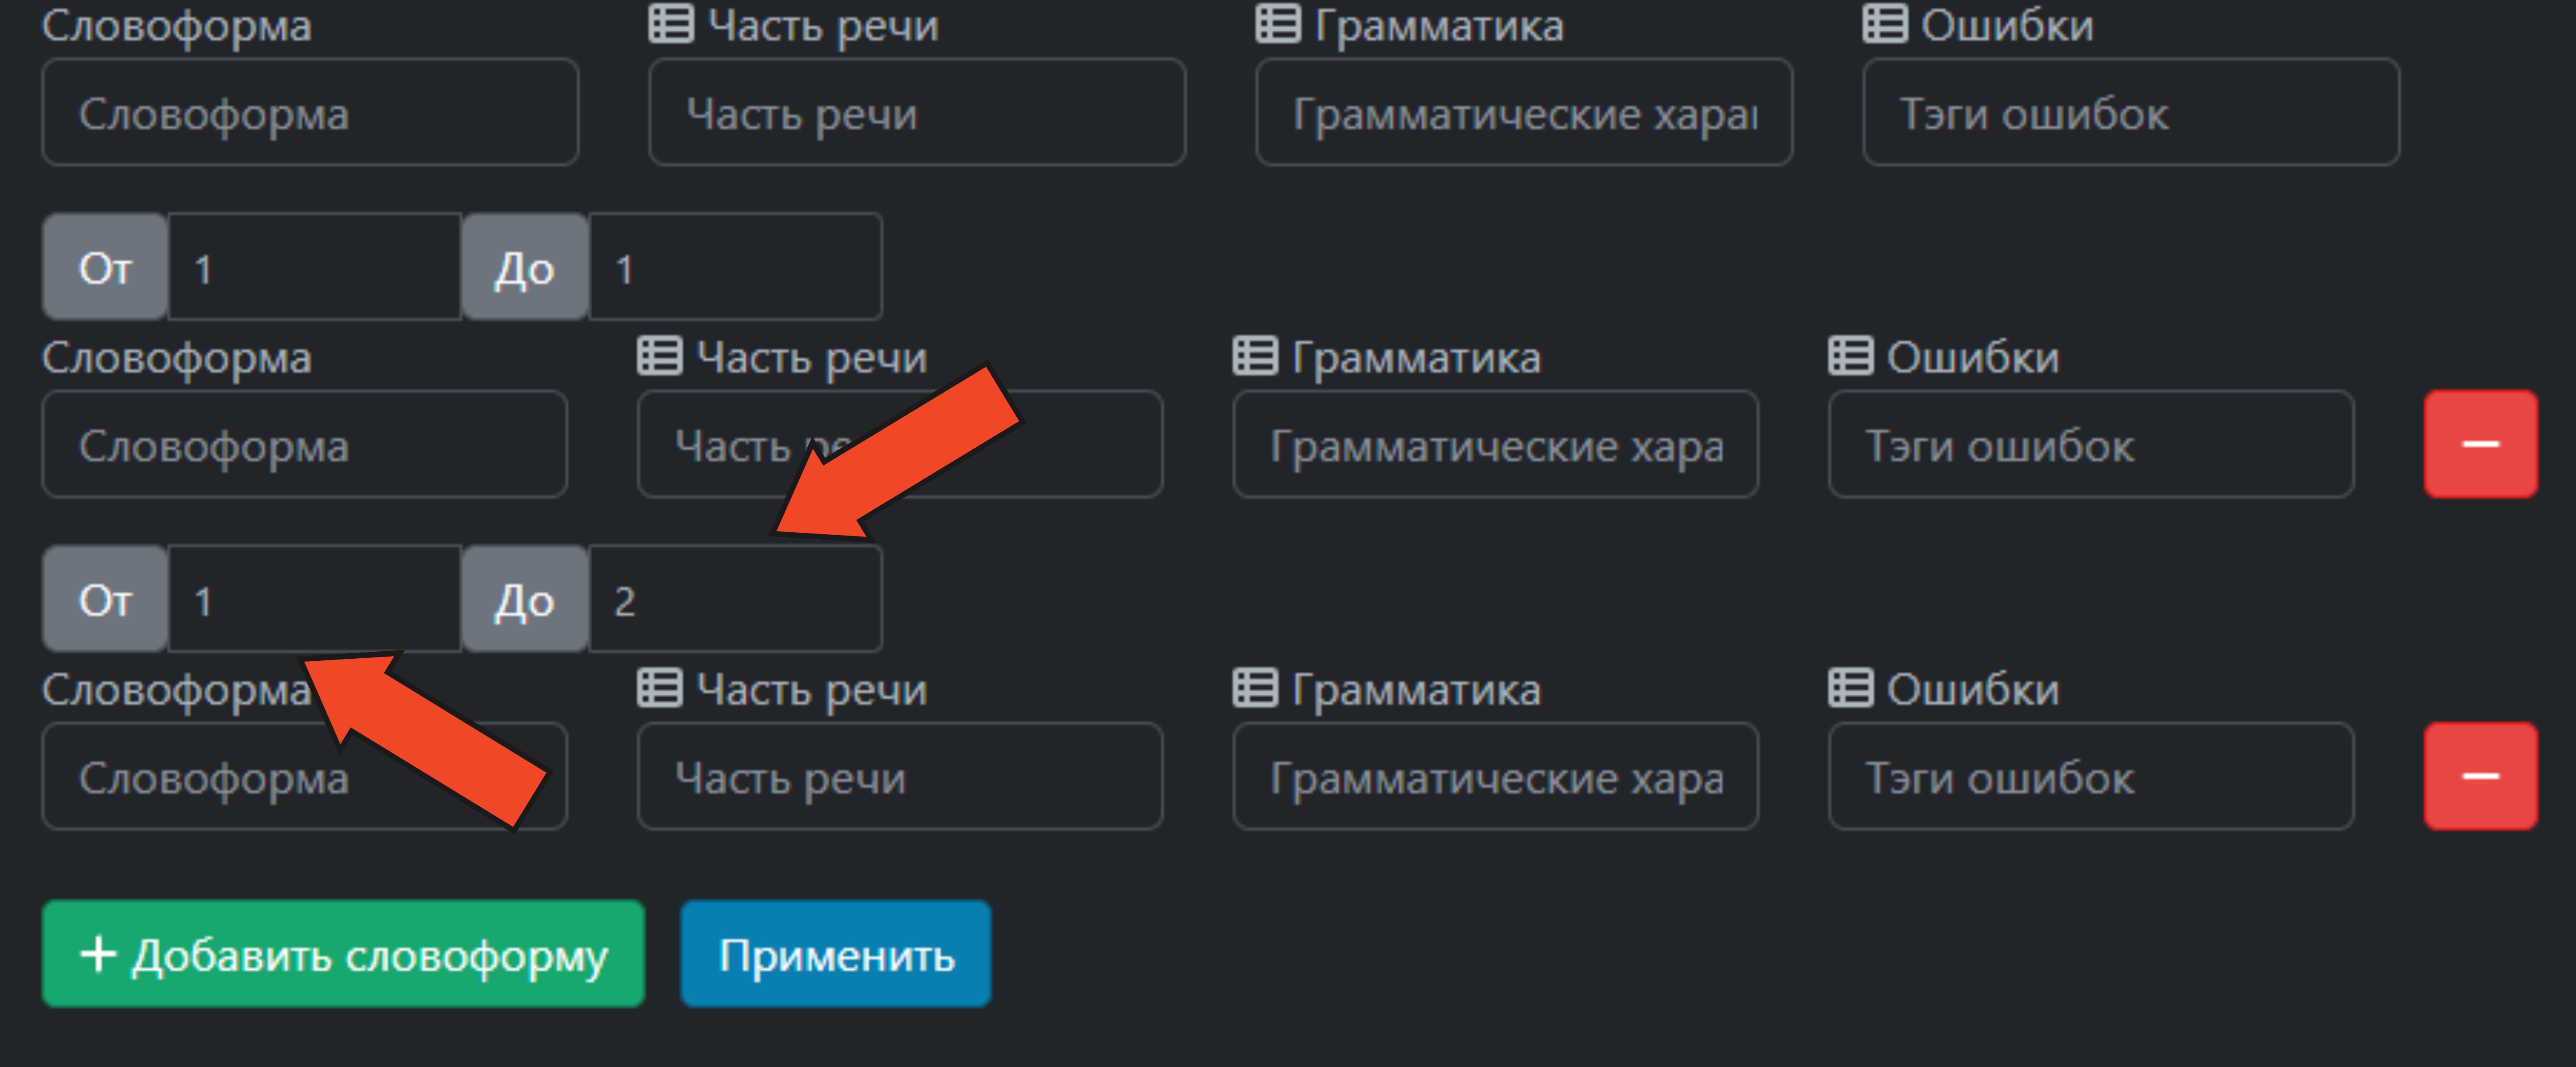 Словоформа Часть речи Грамматика Ошибки
Словоформа Часть речи Грамматические хара Тэги ошибок
От 1 До 1
Словоформа Часть речи Грамматика Ошибки
Словоформа Часть Грамматические хара Тэги ошибок
От 1 До 2
Словоформа Часть речи Грамматика Ошибки
Словоформа Часть речи Грамматические хара Тэги ошибок
+ Добавить словоформу Применить